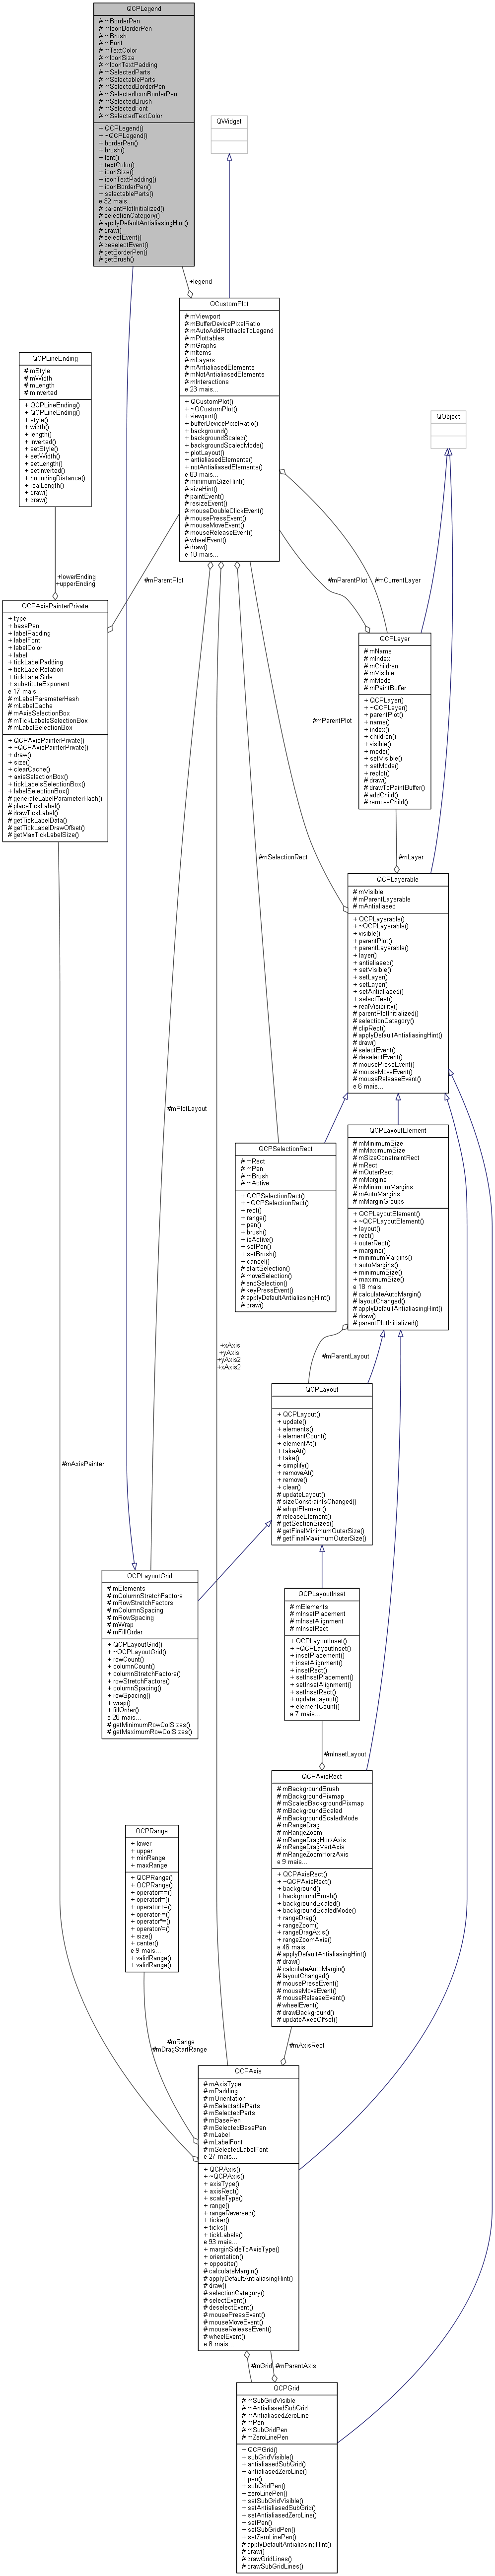 QCPLegend
# mBorderPen
# mIconBorderPen
# mBrush
# mFont
# mTextColor
# mIconSize
# mIconTextPadding
# mSelectedParts
# mSelectableParts
# mSelectedBorderPen
# mSelectedIconBorderPen
# mSelectedBrush
# mSelectedFont
# mSelectedTextColor
+ QCPLegend()
+ ~QCPLegend()
+ borderPen()
+ brush()
+ font()
+ textColor()
+ iconSize()
+ iconTextPadding()
+ iconBorderPen()
+ selectableParts()
e 32 mais...
# parentPlotInitialized()
# selectionCategory()
# applyDefaultAntialiasingHint()
# draw()
# selectEvent()
# deselectEvent()
# getBorderPen()
# getBrush()
QWidget
+legend
QCustomPlot
# mViewport
# mBufferDevicePixelRatio
# mAutoAddPlottableToLegend
# mPlottables
# mGraphs
# mItems
# mLayers
# mAntialiasedElements
# mNotAntialiasedElements
# mInteractions
e 23 mais...
+ QCustomPlot()
+ ~QCustomPlot()
+ viewport()
+ bufferDevicePixelRatio()
+ background()
+ backgroundScaled()
+ backgroundScaledMode()
+ plotLayout()
+ antialiasedElements()
+ notAntialiasedElements()
e 83 mais...
# minimumSizeHint()
# sizeHint()
# paintEvent()
# resizeEvent()
# mouseDoubleClickEvent()
# mousePressEvent()
# mouseMoveEvent()
# mouseReleaseEvent()
# wheelEvent()
# draw()
e 18 mais...
QCPLineEnding
# mStyle
# mWidth
# mLength
# mInverted
+ QCPLineEnding()
+ QCPLineEnding()
+ style()
+ width()
+ length()
+ inverted()
+ setStyle()
+ setWidth()
+ setLength()
+ setInverted()
+ boundingDistance()
+ realLength()
+ draw()
+ draw()
QObject
+lowerEnding
+upperEnding
#mParentPlot
#mParentPlot
#mCurrentLayer
QCPAxisPainterPrivate
+ type
+ basePen
+ labelPadding
+ labelFont
+ labelColor
+ label
+ tickLabelPadding
+ tickLabelRotation
+ tickLabelSide
+ substituteExponent
e 17 mais...
# mLabelParameterHash
# mLabelCache
# mAxisSelectionBox
# mTickLabelsSelectionBox
# mLabelSelectionBox
+ QCPAxisPainterPrivate()
+ ~QCPAxisPainterPrivate()
+ draw()
+ size()
+ clearCache()
+ axisSelectionBox()
+ tickLabelsSelectionBox()
+ labelSelectionBox()
# generateLabelParameterHash()
# placeTickLabel()
# drawTickLabel()
# getTickLabelData()
# getTickLabelDrawOffset()
# getMaxTickLabelSize()
QCPLayer
# mName
# mIndex
# mChildren
# mVisible
# mMode
# mPaintBuffer
+ QCPLayer()
+ ~QCPLayer()
+ parentPlot()
+ name()
+ index()
+ children()
+ visible()
+ mode()
+ setVisible()
+ setMode()
+ replot()
# draw()
# drawToPaintBuffer()
# addChild()
# removeChild()
#mParentPlot
#mSelectionRect
#mLayer
QCPLayerable
# mVisible
# mParentLayerable
# mAntialiased
+ QCPLayerable()
+ ~QCPLayerable()
+ visible()
+ parentPlot()
+ parentLayerable()
+ layer()
+ antialiased()
+ setVisible()
+ setLayer()
+ setLayer()
+ setAntialiased()
+ selectTest()
+ realVisibility()
# parentPlotInitialized()
# selectionCategory()
# clipRect()
# applyDefaultAntialiasingHint()
# draw()
# selectEvent()
# deselectEvent()
# mousePressEvent()
# mouseMoveEvent()
# mouseReleaseEvent()
e 6 mais...
#mPlotLayout
QCPSelectionRect
# mRect
# mPen
# mBrush
# mActive
+ QCPSelectionRect()
+ ~QCPSelectionRect()
+ rect()
+ range()
+ pen()
+ brush()
+ isActive()
+ setPen()
+ setBrush()
+ cancel()
# startSelection()
# moveSelection()
# endSelection()
# keyPressEvent()
# applyDefaultAntialiasingHint()
# draw()
QCPLayoutElement
# mMinimumSize
# mMaximumSize
# mSizeConstraintRect
# mRect
# mOuterRect
# mMargins
# mMinimumMargins
# mAutoMargins
# mMarginGroups
+ QCPLayoutElement()
+ ~QCPLayoutElement()
+ layout()
+ rect()
+ outerRect()
+ margins()
+ minimumMargins()
+ autoMargins()
+ minimumSize()
+ maximumSize()
e 18 mais...
# calculateAutoMargin()
# layoutChanged()
# applyDefaultAntialiasingHint()
# draw()
# parentPlotInitialized()
+xAxis
+yAxis
+yAxis2
+xAxis2
#mParentLayout
QCPLayout
+ QCPLayout()
+ update()
+ elements()
+ elementCount()
+ elementAt()
+ takeAt()
+ take()
+ simplify()
+ removeAt()
+ remove()
+ clear()
# updateLayout()
# sizeConstraintsChanged()
# adoptElement()
# releaseElement()
# getSectionSizes()
# getFinalMinimumOuterSize()
# getFinalMaximumOuterSize()
#mAxisPainter
QCPLayoutGrid
# mElements
# mColumnStretchFactors
# mRowStretchFactors
# mColumnSpacing
# mRowSpacing
# mWrap
# mFillOrder
+ QCPLayoutGrid()
+ ~QCPLayoutGrid()
+ rowCount()
+ columnCount()
+ columnStretchFactors()
+ rowStretchFactors()
+ columnSpacing()
+ rowSpacing()
+ wrap()
+ fillOrder()
e 26 mais...
# getMinimumRowColSizes()
# getMaximumRowColSizes()
QCPLayoutInset
# mElements
# mInsetPlacement
# mInsetAlignment
# mInsetRect
+ QCPLayoutInset()
+ ~QCPLayoutInset()
+ insetPlacement()
+ insetAlignment()
+ insetRect()
+ setInsetPlacement()
+ setInsetAlignment()
+ setInsetRect()
+ updateLayout()
+ elementCount()
e 7 mais...
#mInsetLayout
QCPAxisRect
# mBackgroundBrush
# mBackgroundPixmap
# mScaledBackgroundPixmap
# mBackgroundScaled
# mBackgroundScaledMode
# mRangeDrag
# mRangeZoom
# mRangeDragHorzAxis
# mRangeDragVertAxis
# mRangeZoomHorzAxis
e 9 mais...
+ QCPAxisRect()
+ ~QCPAxisRect()
+ background()
+ backgroundBrush()
+ backgroundScaled()
+ backgroundScaledMode()
+ rangeDrag()
+ rangeZoom()
+ rangeDragAxis()
+ rangeZoomAxis()
e 46 mais...
# applyDefaultAntialiasingHint()
# draw()
# calculateAutoMargin()
# layoutChanged()
# mousePressEvent()
# mouseMoveEvent()
# mouseReleaseEvent()
# wheelEvent()
# drawBackground()
# updateAxesOffset()
QCPRange
+ lower
+ upper
+ minRange
+ maxRange
+ QCPRange()
+ QCPRange()
+ operator==()
+ operator!=()
+ operator+=()
+ operator-=()
+ operator*=()
+ operator/=()
+ size()
+ center()
e 9 mais...
+ validRange()
+ validRange()
#mRange
#mDragStartRange
#mAxisRect
QCPAxis
# mAxisType
# mPadding
# mOrientation
# mSelectableParts
# mSelectedParts
# mBasePen
# mSelectedBasePen
# mLabel
# mLabelFont
# mSelectedLabelFont
e 27 mais...
+ QCPAxis()
+ ~QCPAxis()
+ axisType()
+ axisRect()
+ scaleType()
+ range()
+ rangeReversed()
+ ticker()
+ ticks()
+ tickLabels()
e 93 mais...
+ marginSideToAxisType()
+ orientation()
+ opposite()
# calculateMargin()
# applyDefaultAntialiasingHint()
# draw()
# selectionCategory()
# selectEvent()
# deselectEvent()
# mousePressEvent()
# mouseMoveEvent()
# mouseReleaseEvent()
# wheelEvent()
e 8 mais...
#mGrid
#mParentAxis
QCPGrid
# mSubGridVisible
# mAntialiasedSubGrid
# mAntialiasedZeroLine
# mPen
# mSubGridPen
# mZeroLinePen
+ QCPGrid()
+ subGridVisible()
+ antialiasedSubGrid()
+ antialiasedZeroLine()
+ pen()
+ subGridPen()
+ zeroLinePen()
+ setSubGridVisible()
+ setAntialiasedSubGrid()
+ setAntialiasedZeroLine()
+ setPen()
+ setSubGridPen()
+ setZeroLinePen()
# applyDefaultAntialiasingHint()
# draw()
# drawGridLines()
# drawSubGridLines()